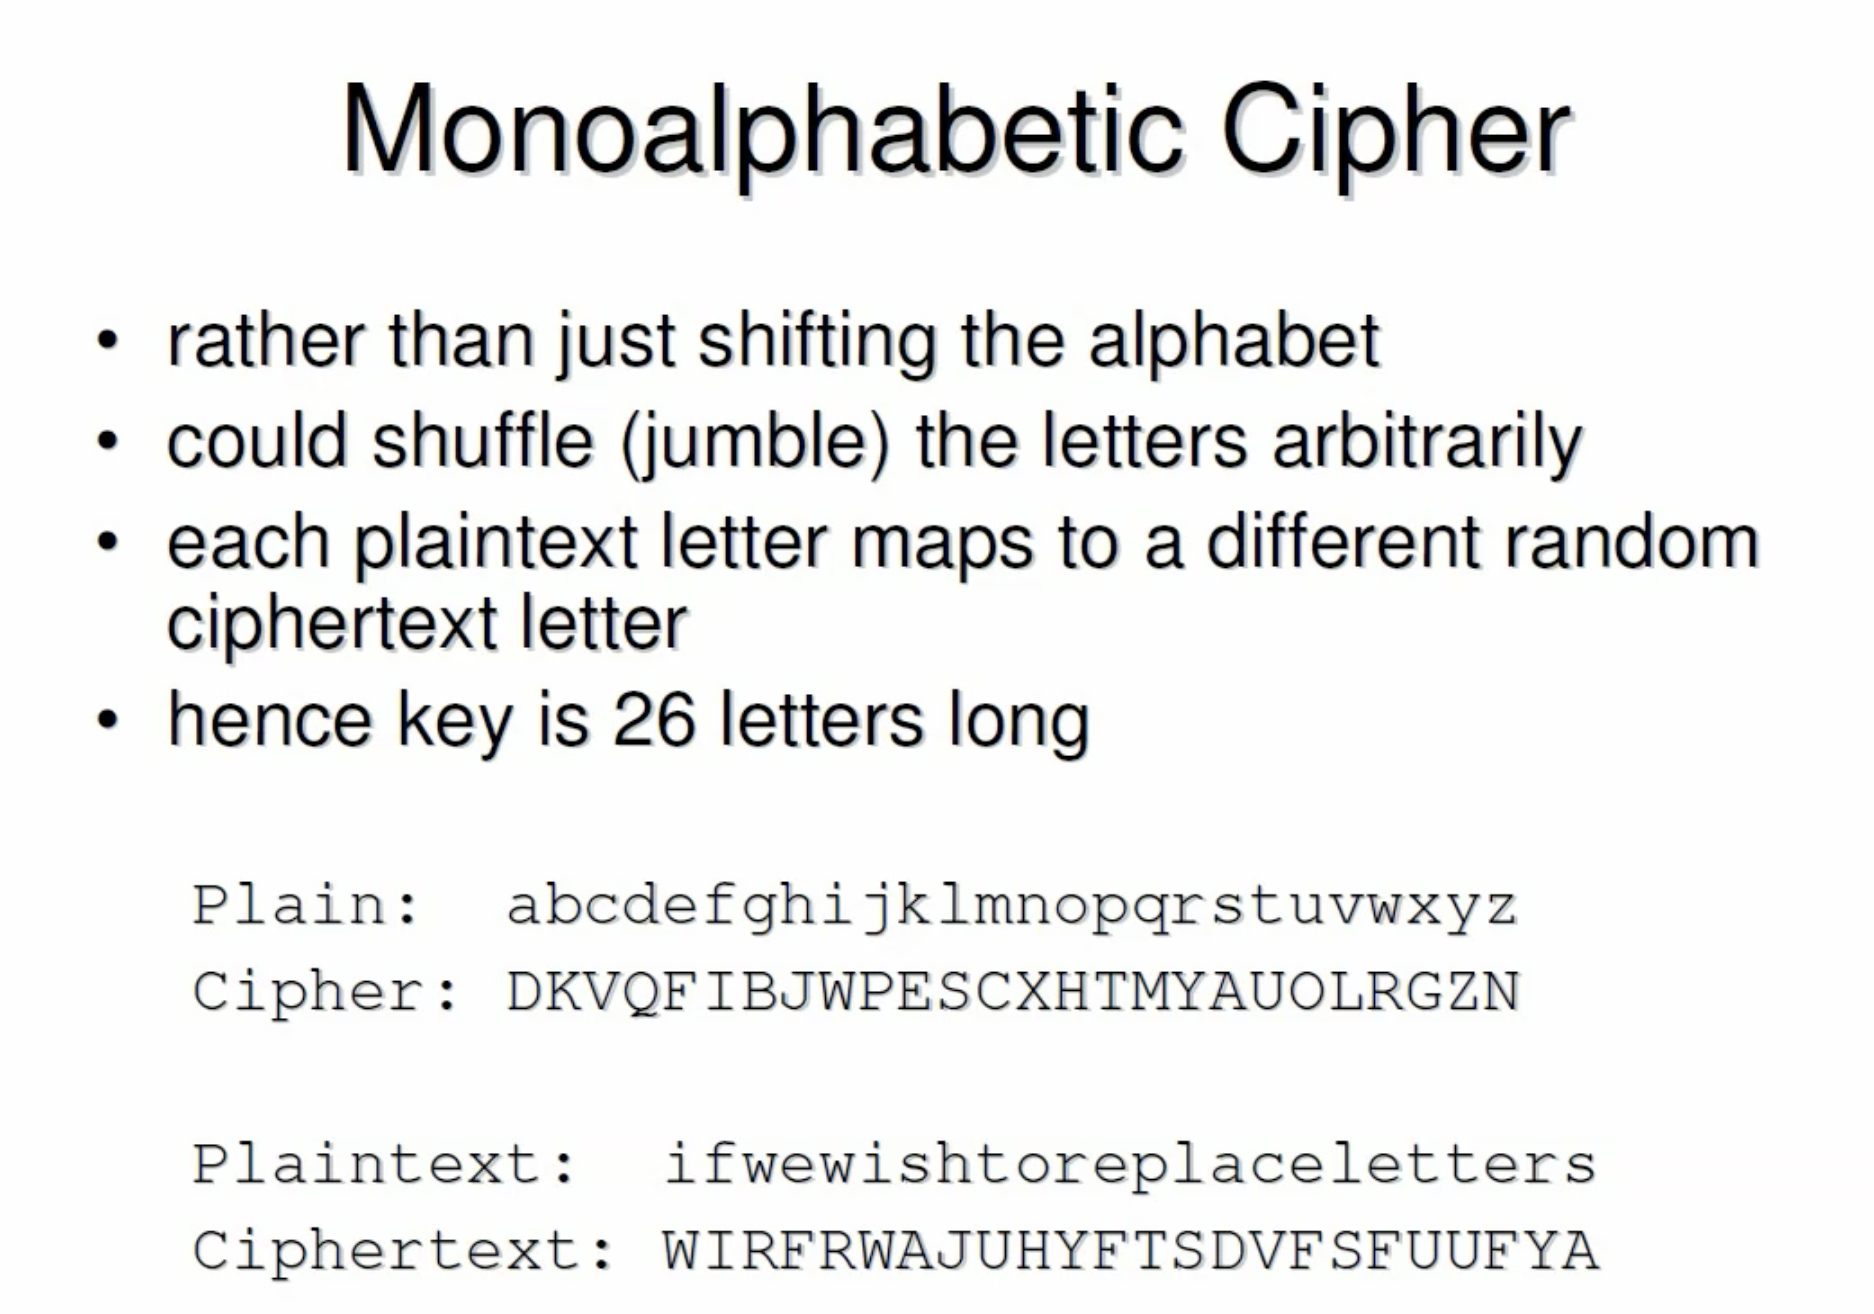 Monoalphabetic Cipher
• rather than just shifting the alphabet
• could shuffle (jumble) the letters arbitrarily
• each plaintext letter maps to a different random
ciphertext letter
• hence key is 26 letters long
Plain: abcdefghijklmnopqrstuvwxyz
Cipher: DKVQFIBJWPESCXHTMYAUOLRGZN
Plaintext: ifwewishtoreplaceletters
Ciphertext: WIRFRWAJUHYFTSDVFSFUUFYA